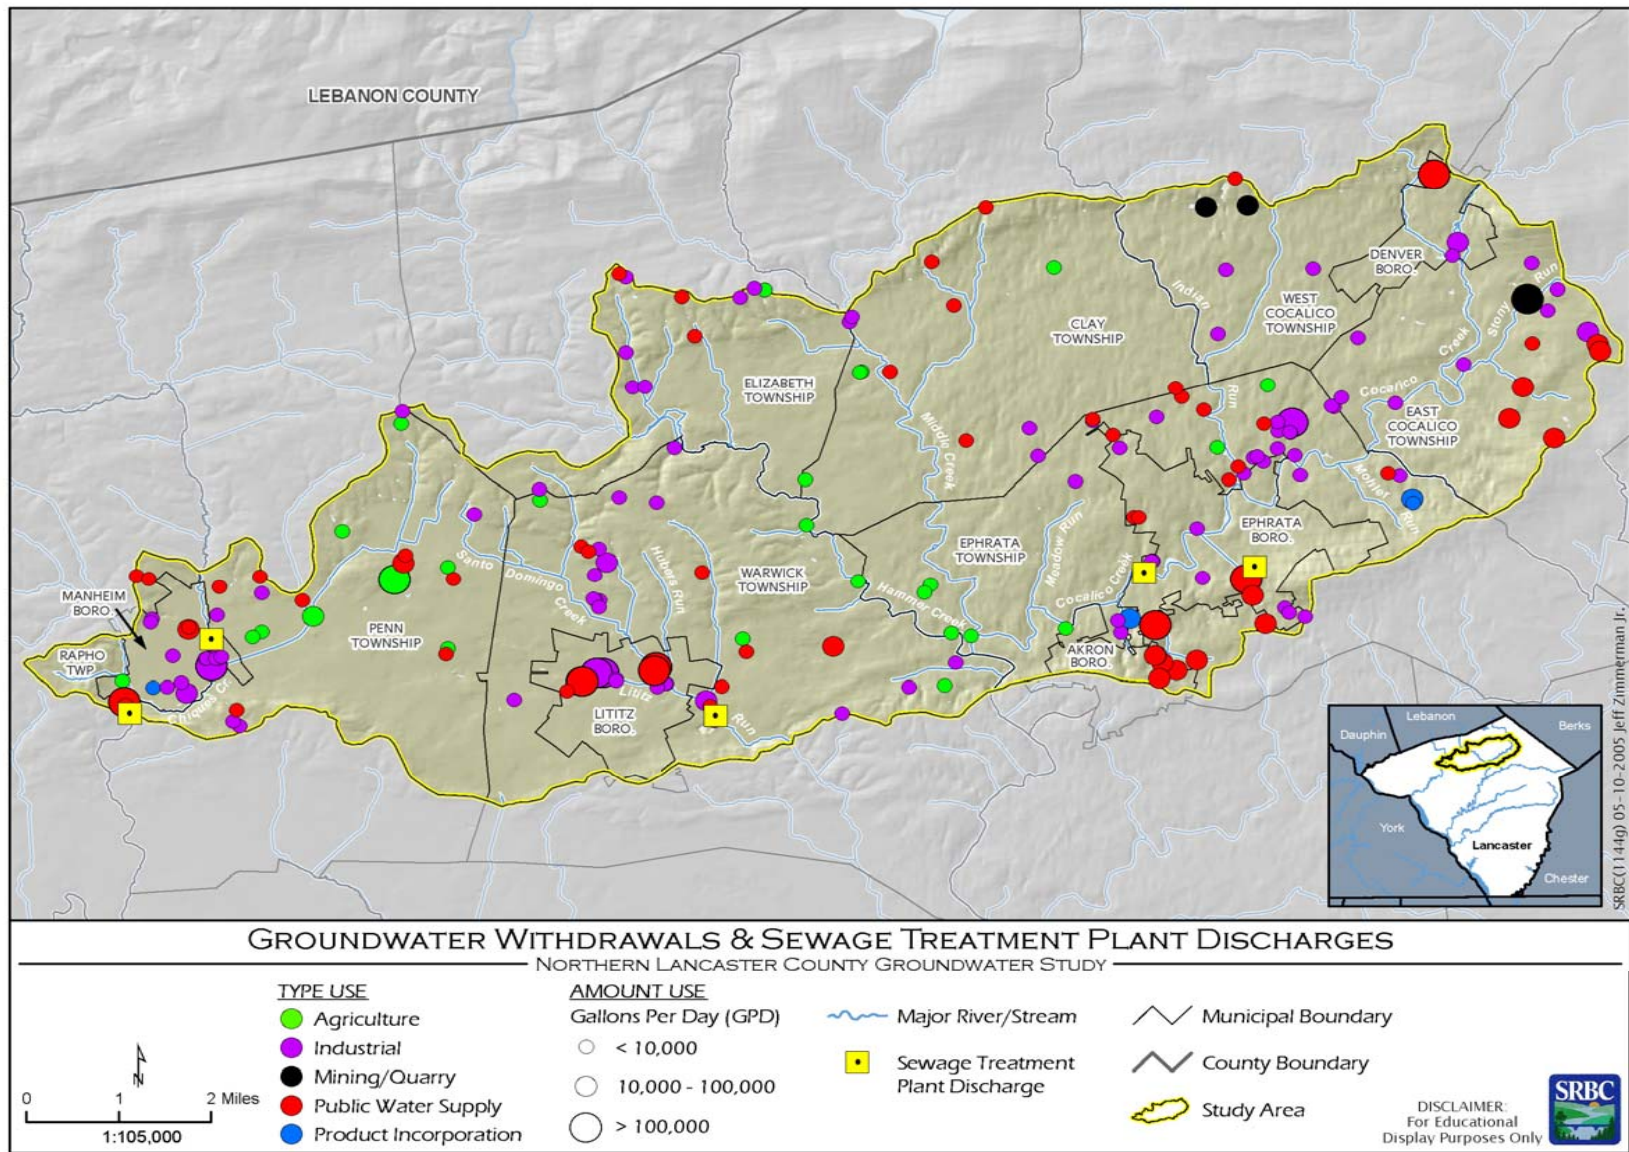 LEBANON COUNTY
DENVER
BORO.
Indian
WEST
COCALICO
TOWNSHIP
Stony
Run
CLAY
TOWNSHIP
Creek
ELIZABETH
TOWNSHIP
Cocalico
EAST
COCALICO
TOWNSHIP
Run
Middle Creek
Mohler
Run
EPHRATA
BORO.
EPHRATA
TOWNSHIP
Meadow Run
Santo Domingo
Creek
Hubers Run
WARWICK
TOWNSHIP
Hammer Creek
Cocalico Creek
MANHEIM
BORO.
PENN
TOWNSHIP
RAPHO
TWP.
AKRON
BORO.
Chiques Cr
Lititz
Run
LITITZ
BORO.
Lebanon
Dauphin
Berks
York
Lancaster
Chester
SRBC(1144g) 05-10-2005 Jeff Zimmerman Jr.
GROUNDWATER WITHDRAWALS & SEWAGE TREATMENT PLANT DISCHARGES
NORTHERN LANCASTER COUNTY GROUNDWATER STUDY
N
0 1 2 Miles
1:105,000
TYPE USE
Agriculture
Industrial
Mining/Quarry
Public Water Supply
Product Incorporation
AMOUNT USE
Gallons Per Day (GPD)
< 10,000
10,000 - 100,000
> 100,000
Major River/Stream
Sewage Treatment
Plant Discharge
Municipal Boundary
County Boundary
Study Area
DISCLAIMER:
For Educational
Display Purposes Only
SRBC